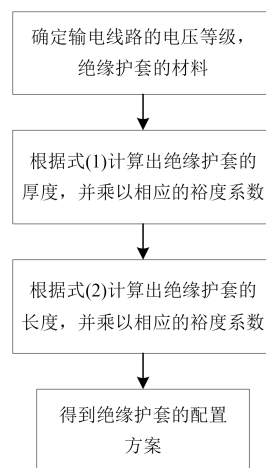 确定输电线路的电压等级，
绝缘护套的材料
根据式(1)计算出绝缘护套的
厚度，并乘以相应的裕度系数
根据式(2)计算出绝缘护套的
长度，并乘以相应的裕度系数
得到绝缘护套的配置
方案